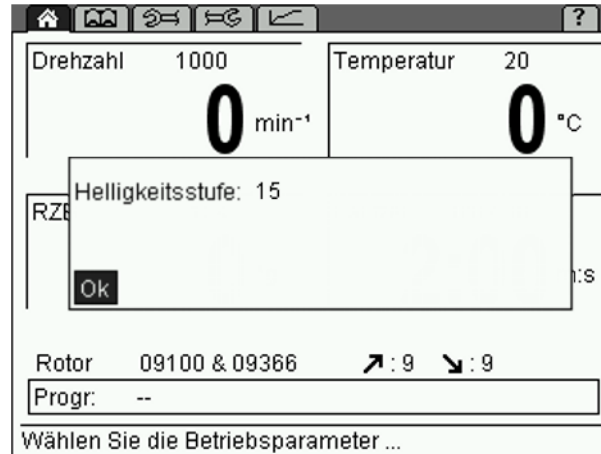 ?
Drehzahl 1000
0 min⁻¹
Temperatur 20
0 °C
Helligkeitsstufe: 15
Ok
Rotor 09100 & 09366 ↗: 9 ↘: 9
Progr: --
Wählen Sie die Betriebsparameter ...